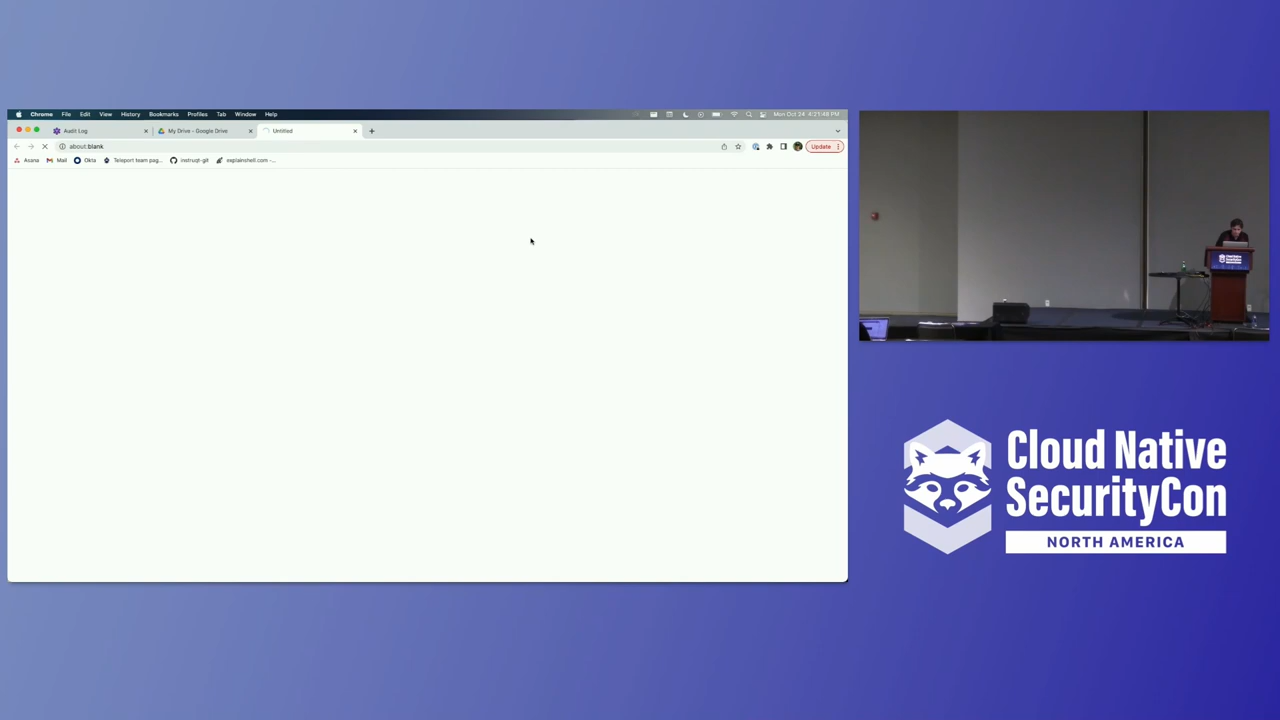 Chrome File Edit View History Bookmarks Profiles Tab Window Help Mon Oct 24 4:21:46 PM
Audit Log My Drive - Google Drive Untitled
about:blank Update
Asana Mail Okta Teleport team pag... instruqt-git explainshell.com -...
Cloud Native
SecurityCon
NORTH AMERICA